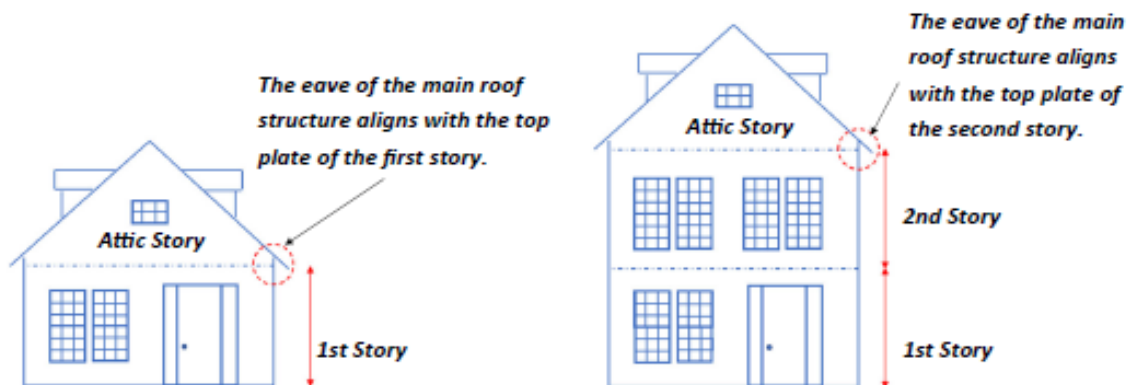 The eave of the main roof
structure aligns with the top
plate of the first story.
Attic Story
1st Story
The eave of the main
roof structure aligns
with the top plate of
the second story.
Attic Story
2nd Story
1st Story